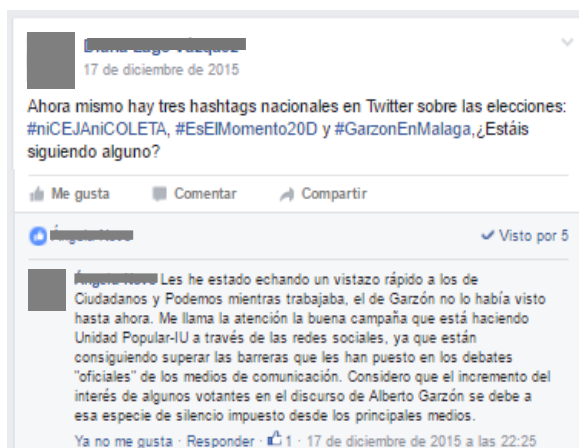 17 de diciembre de 2015
Ahora mismo hay tres hashtags nacionales en Twitter sobre las elecciones:
#niCEJAniCOLETA, #EsElMomento20D y #GarzonEnMalaga,¿Estáis
siguiendo alguno?
Me gusta Comentar Compartir
Visto por 5
Les he estado echando un vistazo rápido a los de
Ciudadanos y Podemos mientras trabajaba, el de Garzón no lo había visto
hasta ahora. Me llama la atención la buena campaña que está haciendo
Unidad Popular-IU a través de las redes sociales, ya que están
consiguiendo superar las barreras que les han puesto en los debates
"oficiales" de los medios de comunicación. Considero que el incremento del
interés de algunos votantes en el discurso de Alberto Garzón se debe a
esa especie de silencio impuesto desde los principales medios.
Ya no me gusta · Responder · 1 · 17 de diciembre de 2015 a las 22:25